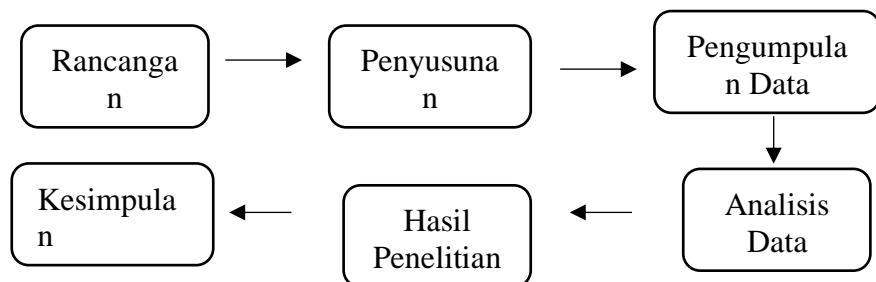 Rancanga
n
Penyusuna
n
Pengumpula
n Data
Analisis
Data
Hasil
Penelitian
Kesimpula
n